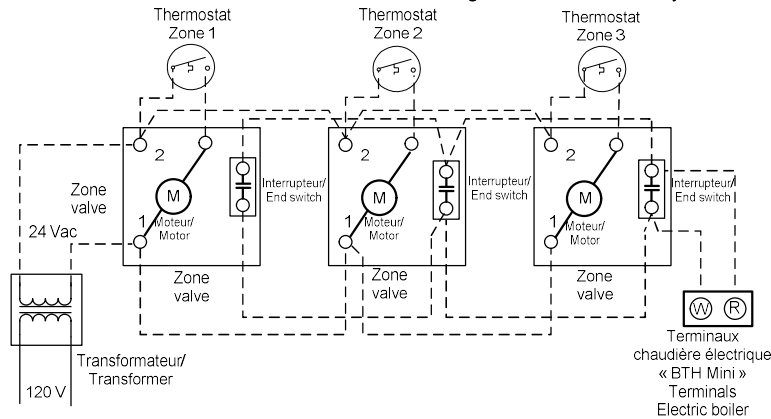 Thermostat
Zone 1
Thermostat
Zone 2
Thermostat
Zone 3
2
2
2
Zone
valve
M
Interrupteur/
End switch
M
Interrupteur/
End switch
M
Interrupteur/
End switch
1
Moteur/
Motor
1
Moteur/
Motor
1
Moteur/
Motor
24 Vac
Zone
valve
Zone
valve
Zone
valve
W
R
Transformateur/
Transformer
120 V
Terminaux
chaudière électrique
« BTH Mini »
Terminals
Electric boiler